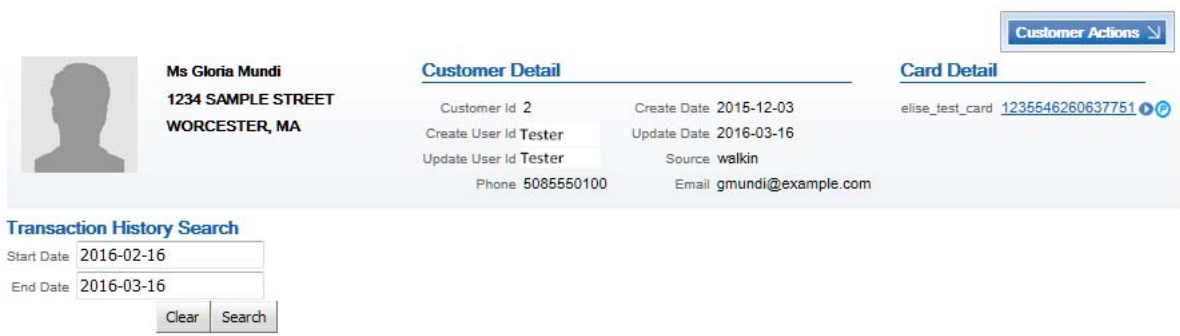 Customer Actions
Ms Gloria Mundi
1234 SAMPLE STREET
WORCESTER, MA
Customer Detail
Customer Id 2 Create Date 2015-12-03
Create User Id Tester Update Date 2016-03-16
Update User Id Tester Source walkin
Phone 5085550100 Email gmundi@example.com
Card Detail
elise_test_card 1235546260637751 P
Transaction History Search
Start Date 2016-02-16
End Date 2016-03-16
Clear Search